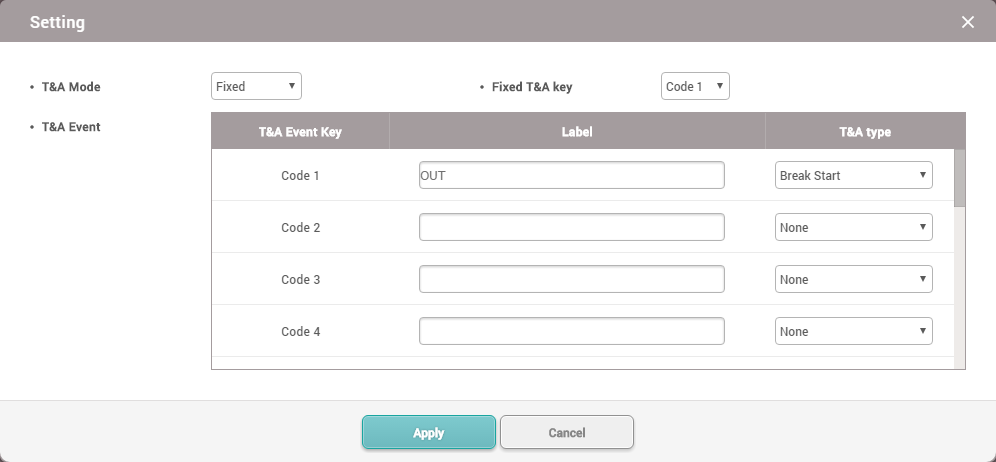 Setting
• T&A Mode Fixed • Fixed T&A key Code 1
• T&A Event
T&A Event Key Label T&A type
Code 1 OUT Break Start
Code 2 None
Code 3 None
Code 4 None
Apply Cancel